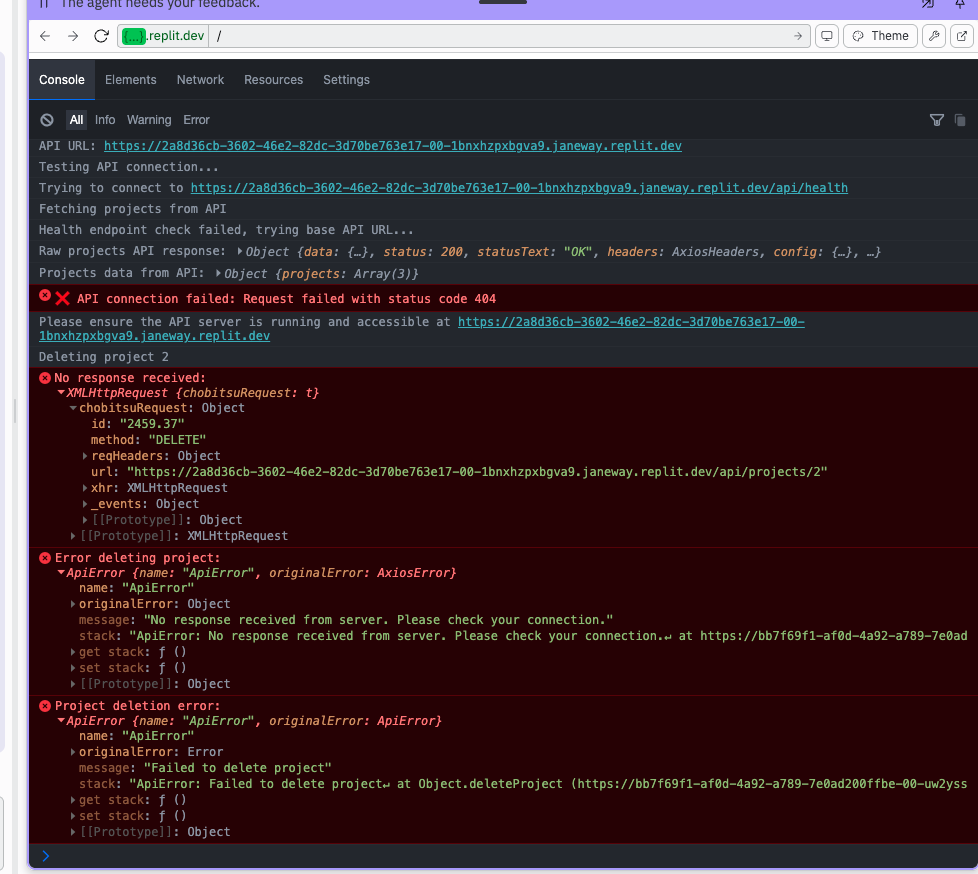 The agent needs your feedback.
{...}.replit.dev /
Theme
Console Elements Network Resources Settings
All Info Warning Error
API URL: https://2a8d36cb-3602-46e2-82dc-3d70be763e17-00-1bnxhzpxbgva9.janeway.replit.dev
Testing API connection...
Trying to connect to https://2a8d36cb-3602-46e2-82dc-3d70be763e17-00-1bnxhzpxbgva9.janeway.replit.dev/api/health
Fetching projects from API
Health endpoint check failed, trying base API URL...
Raw projects API response: Object {data: {…}, status: 200, statusText: "OK", headers: AxiosHeaders, config: {…}, …}
Projects data from API: Object {projects: Array(3)}
❌ API connection failed: Request failed with status code 404
Please ensure the API server is running and accessible at https://2a8d36cb-3602-46e2-82dc-3d70be763e17-00-
1bnxhzpxbgva9.janeway.replit.dev
Deleting project 2
No response received:
XMLHttpRequest {chobitsuRequest: t}
chobitsuRequest: Object
id: "2459.37"
method: "DELETE"
reqHeaders: Object
url: "https://2a8d36cb-3602-46e2-82dc-3d70be763e17-00-1bnxhzpxbgva9.janeway.replit.dev/api/projects/2"
xhr: XMLHttpRequest
_events: Object
[[Prototype]]: Object
[[Prototype]]: XMLHttpRequest
Error deleting project:
ApiError {name: "ApiError", originalError: AxiosError}
name: "ApiError"
originalError: Object
message: "No response received from server. Please check your connection."
stack: "ApiError: No response received from server. Please check your connection.↵ at https://bb7f69f1-af0d-4a92-a789-7e0ad
get stack: ƒ ()
set stack: ƒ ()
[[Prototype]]: Object
Project deletion error:
ApiError {name: "ApiError", originalError: ApiError}
name: "ApiError"
originalError: Error
message: "Failed to delete project"
stack: "ApiError: Failed to delete project↵ at Object.deleteProject (https://bb7f69f1-af0d-4a92-a789-7e0ad200ffbe-00-uw2yss
get stack: ƒ ()
set stack: ƒ ()
[[Prototype]]: Object